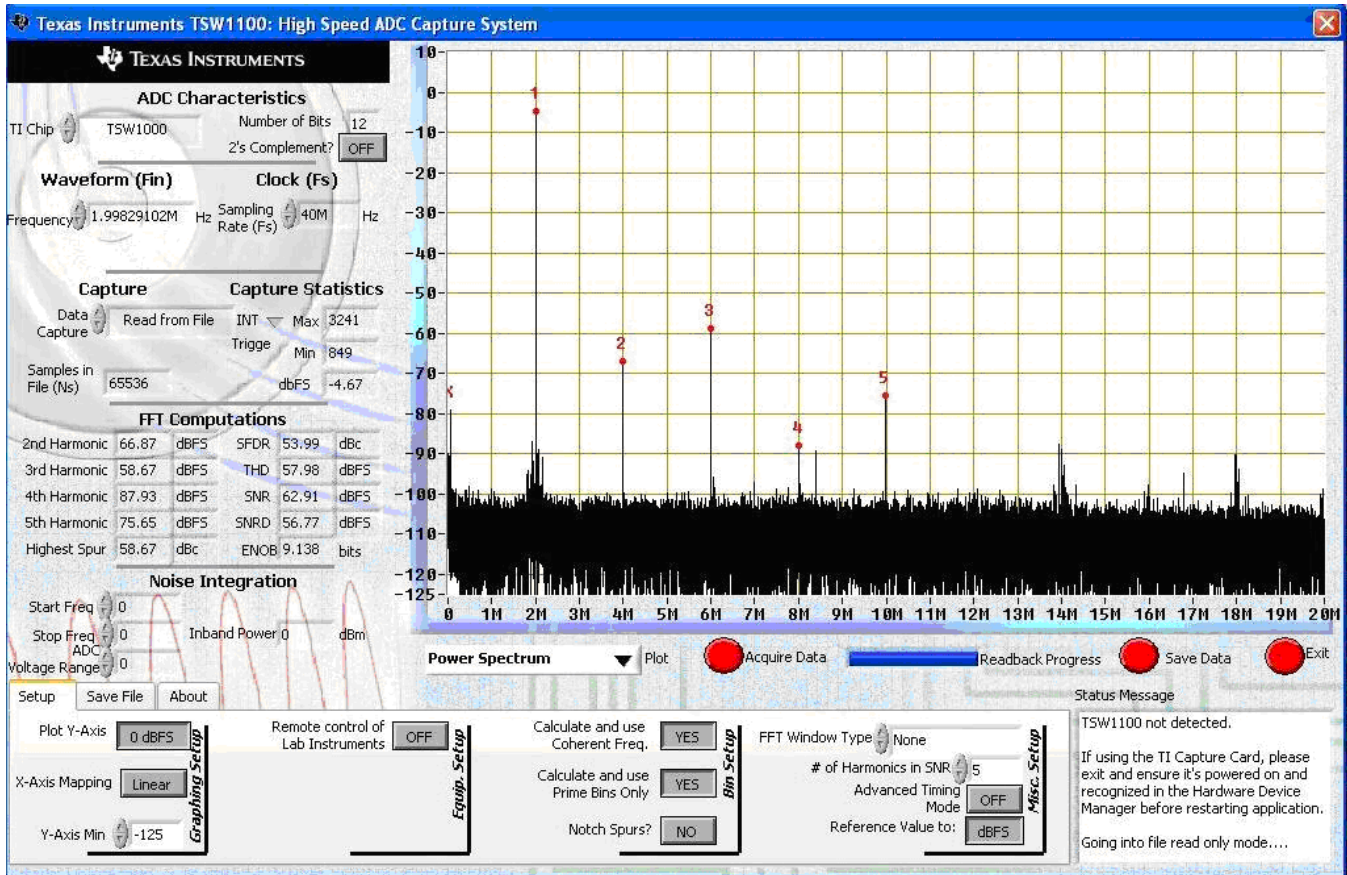 Texas Instruments TSW1100: High Speed ADC Capture System
TEXAS INSTRUMENTS
ADC Characteristics
TI Chip TSW1000 Number of Bits 12
2's Complement? OFF
Waveform (Fin) Clock (Fs)
Frequency 1.99829102M Hz Sampling Rate (Fs) 40M Hz
Capture Capture Statistics
Data Capture Read from File INT Max 3241
Trigge Min 849
Samples in File (Ns) 65536 dbFS -4.67
FFT Computations
2nd Harmonic 66.87 dBFS SFDR 53.99 dBc
3rd Harmonic 58.67 dBFS THD 57.98 dBFS
4th Harmonic 87.93 dBFS SNR 62.91 dBFS
5th Harmonic 75.65 dBFS SNRD 56.77 dBFS
Highest Spur 58.67 dBc ENOB 9.138 bits
Noise Integration
Start Freq 0
Stop Freq 0 Inband Power 0 dBm
ADC Voltage Range 0
10
0
-10
-20
-30
-40
-50
-60
-70
-80
-90
-100
-110
-120
-125
1
2
3
4
5
X
0 1M 2M 3M 4M 5M 6M 7M 8M 9M 10M 11M 12M 13M 14M 15M 16M 17M 18M 19M 20M
Power Spectrum Plot Acquire Data Readback Progress Save Data Exit
Setup Save File About
Plot Y-Axis 0 dBFS
X-Axis Mapping Linear
Y-Axis Min -125
Graphing Setup
Remote control of
Lab Instruments OFF
Equip. Setup
Calculate and use
Coherent Freq. YES
Calculate and use
Prime Bins Only YES
Notch Spurs? NO
Bin Setup
FFT Window Type None
# of Harmonics in SNR 5
Advanced Timing
Mode OFF
Reference Value to: dBFS
Misc. Setup
Status Message
TSW1100 not detected.
If using the TI Capture Card, please
exit and ensure it's powered on and
recognized in the Hardware Device
Manager before restarting application.
Going into file read only mode....